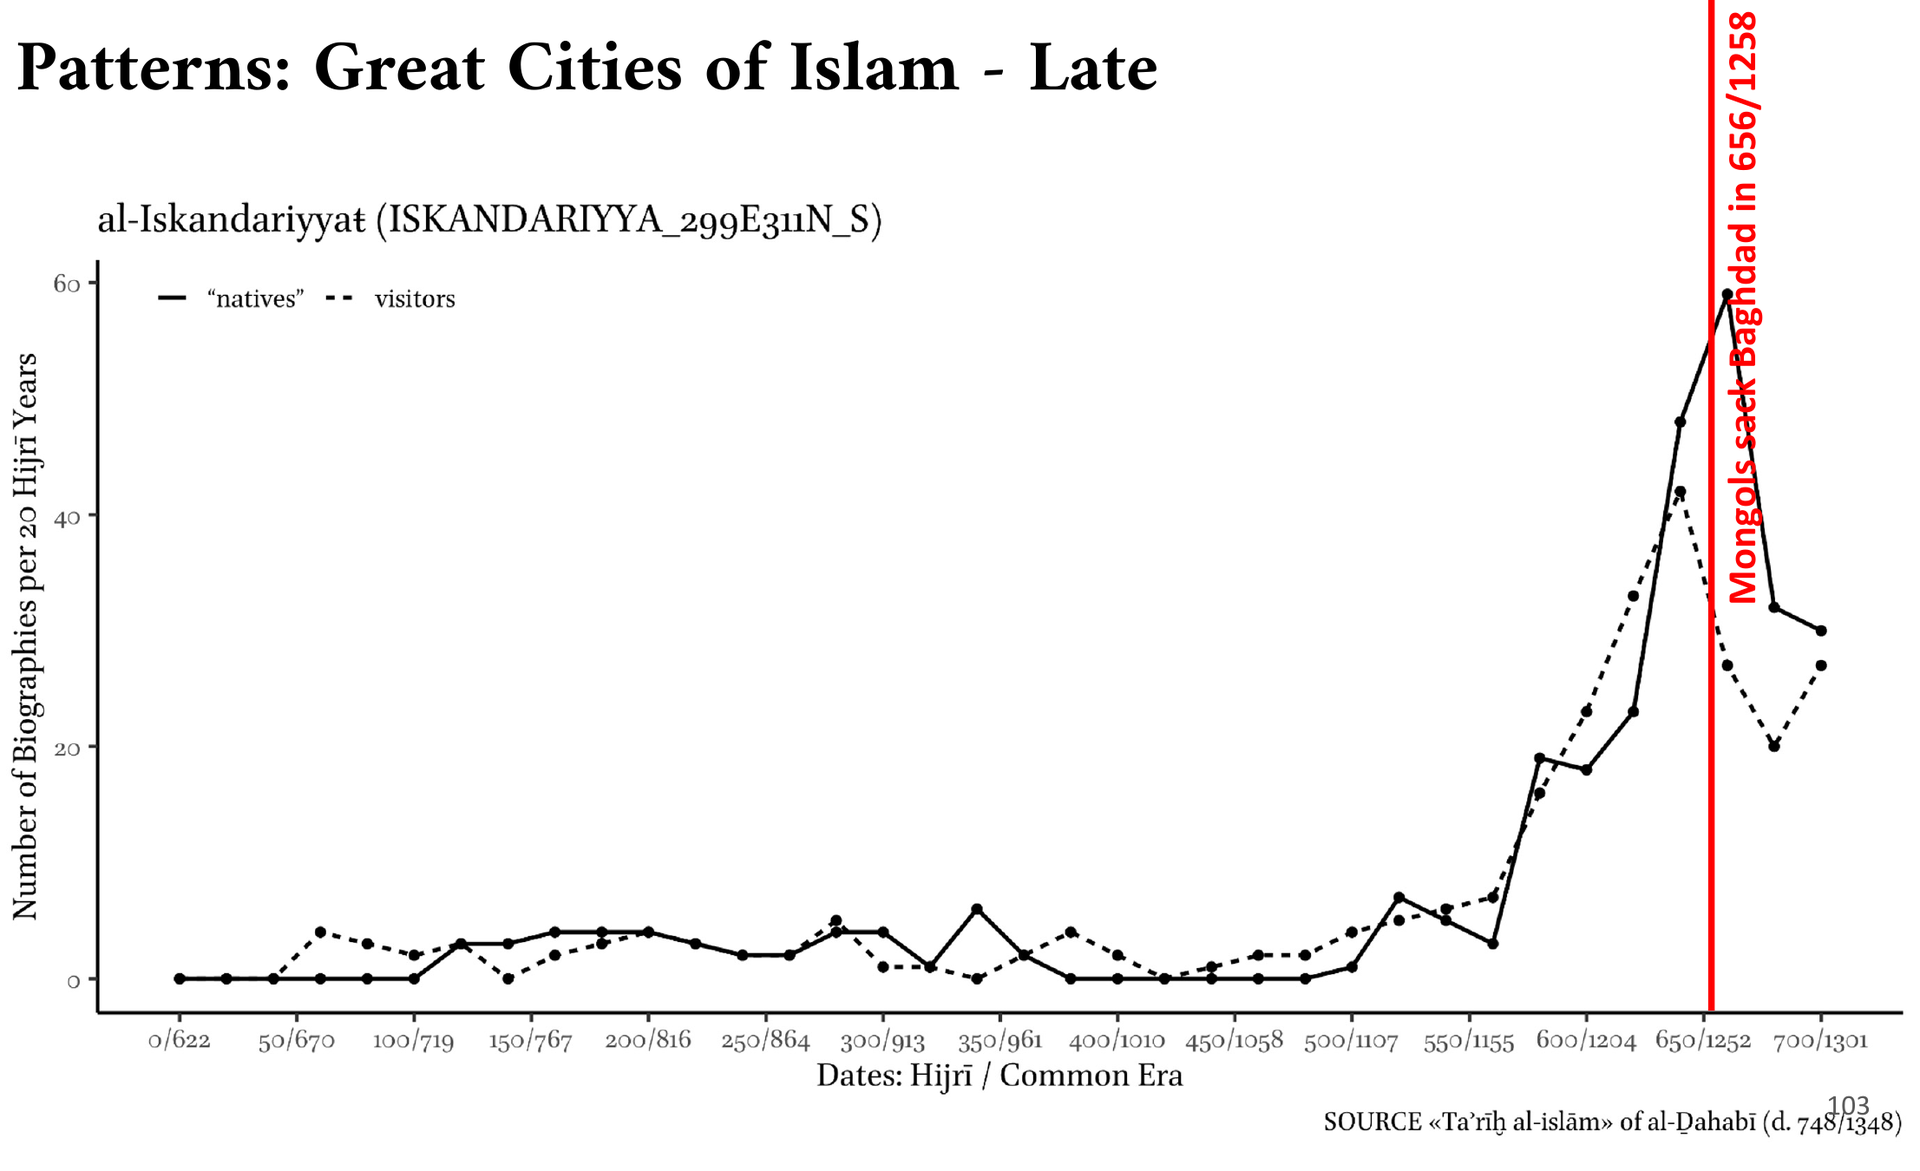 Patterns: Great Cities of Islam - Late
Mongols sack Baghdad in 656/1258
al-Iskandariyyaŧ (ISKANDARIYYA_299E311N_S)
“natives” visitors
Number of Biographies per 20 Hijrī Years
60
40
20
0
0/622 50/670 100/719 150/767 200/816 250/864 300/913 350/961 400/1010 450/1058 500/1107 550/1155 600/1204 650/1252 700/1301
Dates: Hijrī / Common Era
103
SOURCE «Taʾrīḫ al-islām» of al-Ḏahabī (d. 748/1348)